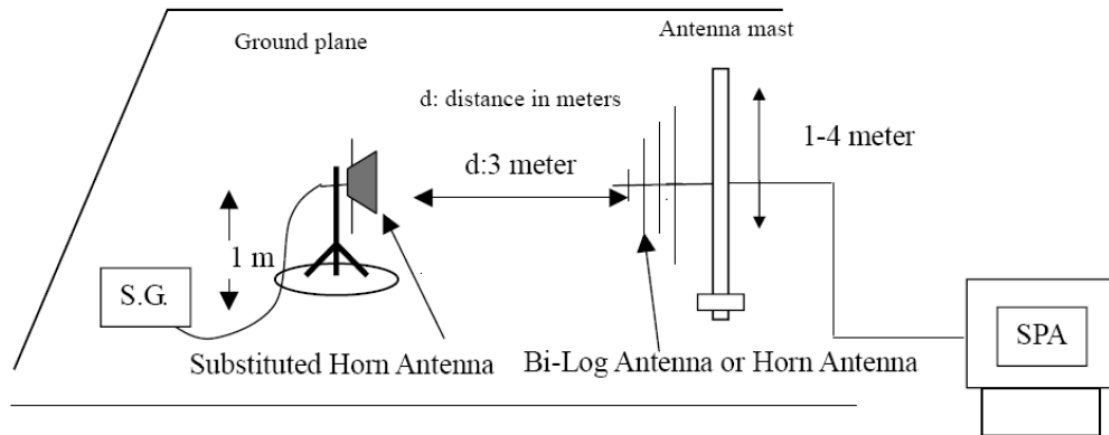 Ground plane
Antenna mast
d: distance in meters
1-4 meter
d:3 meter
1 m
S.G.
SPA
Substituted Horn Antenna
Bi-Log Antenna or Horn Antenna